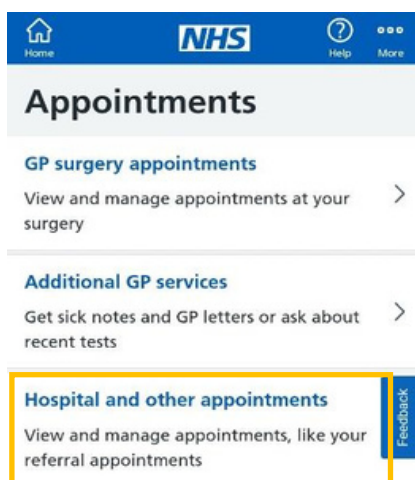 NHS
Home
Help
More
Appointments
GP surgery appointments
View and manage appointments at your
surgery
Additional GP services
Get sick notes and GP letters or ask about
recent tests
Hospital and other appointments
View and manage appointments, like your
referral appointments
Feedback